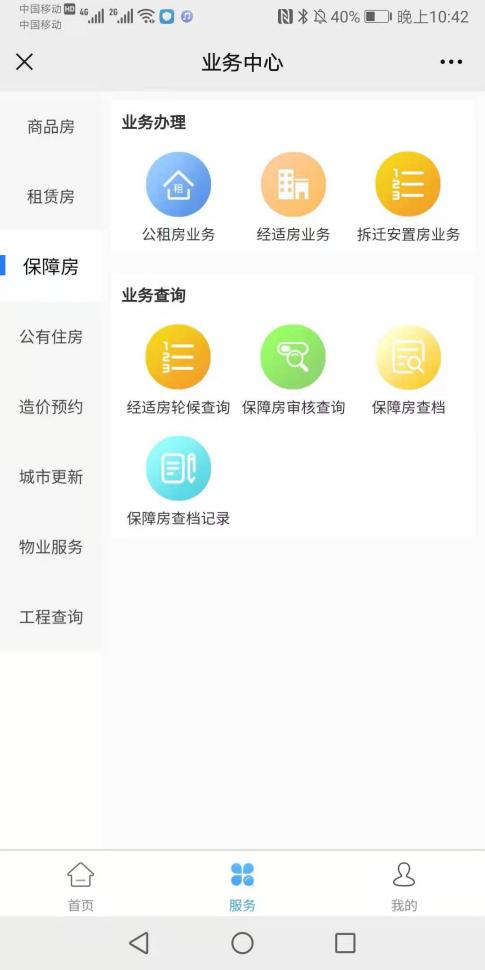 中国移动HD 4G 2G 40% 晚上10:42
中国移动
业务中心
商品房
租赁房
保障房
公有住房
造价预约
城市更新
物业服务
工程查询
业务办理
租
公租房业务 经适房业务 拆迁安置房业务
业务查询
经适房轮候查询 保障房审核查询 保障房查档
保障房查档记录
首页 服务 我的